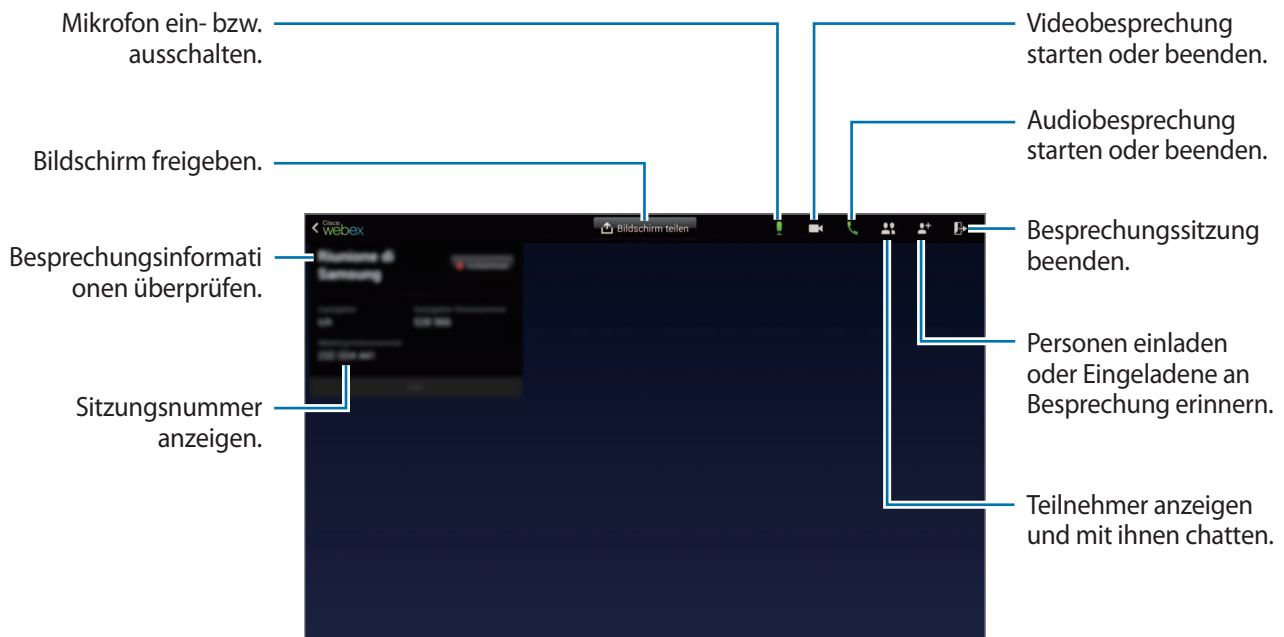 Mikrofon ein- bzw.
ausschalten.
Bildschirm freigeben.
Besprechungsinformati
onen überprüfen.
Sitzungsnummer
anzeigen.
Videobesprechung
starten oder beenden.
Audiobesprechung
starten oder beenden.
Besprechungssitzung
beenden.
Personen einladen
oder Eingeladene an
Besprechung erinnern.
Teilnehmer anzeigen
und mit ihnen chatten.
Cisco
webex
Bildschirm teilen
Riunione di
Samsung